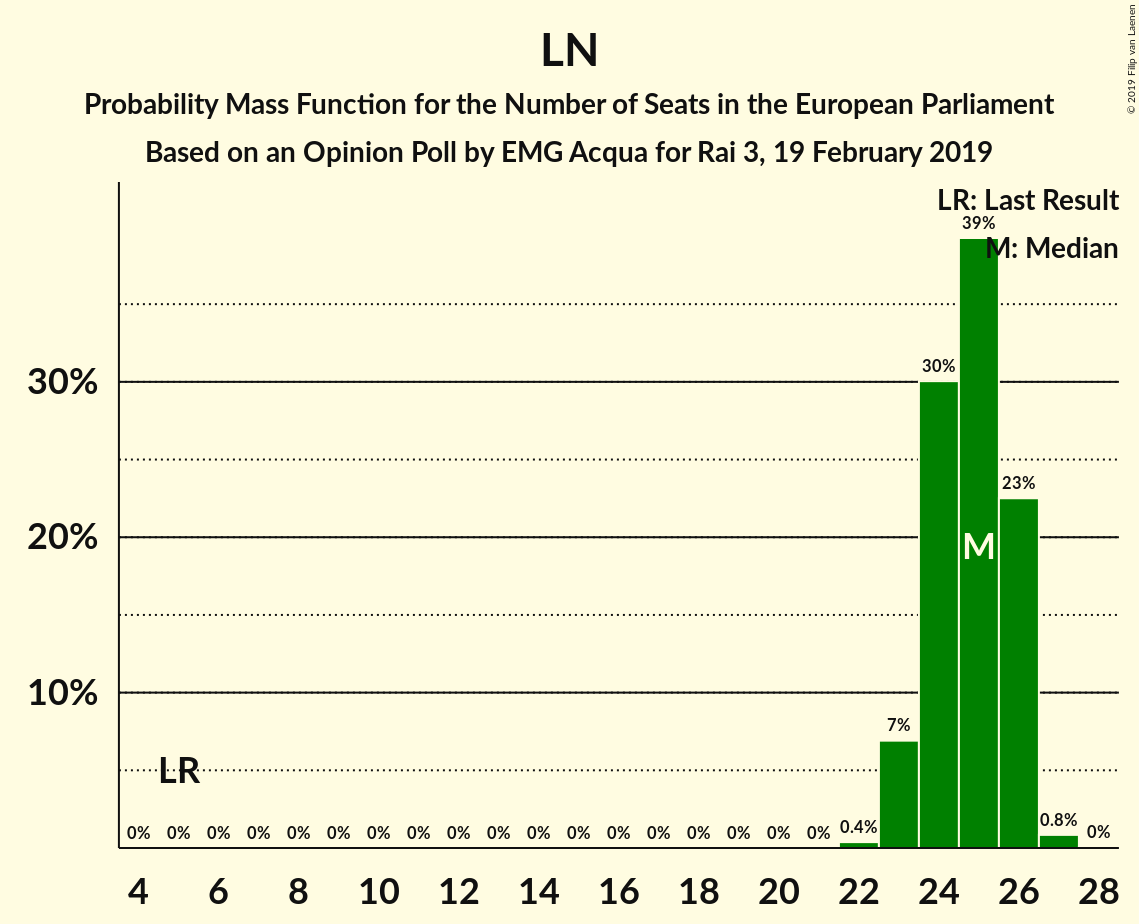 LN
Probability Mass Function for the Number of Seats in the European Parliament
Based on an Opinion Poll by EMG Acqua for Rai 3, 19 February 2019
© 2019 Filip van Laenen
LR: Last Result
39%
M: Median
30%
30%
23%
20%
M
10%
7%
LR
0% 0% 0% 0% 0% 0% 0% 0% 0% 0% 0% 0% 0% 0% 0% 0% 0% 0% 0.4% 0.8% 0%
4 6 8 10 12 14 16 18 20 22 24 26 28